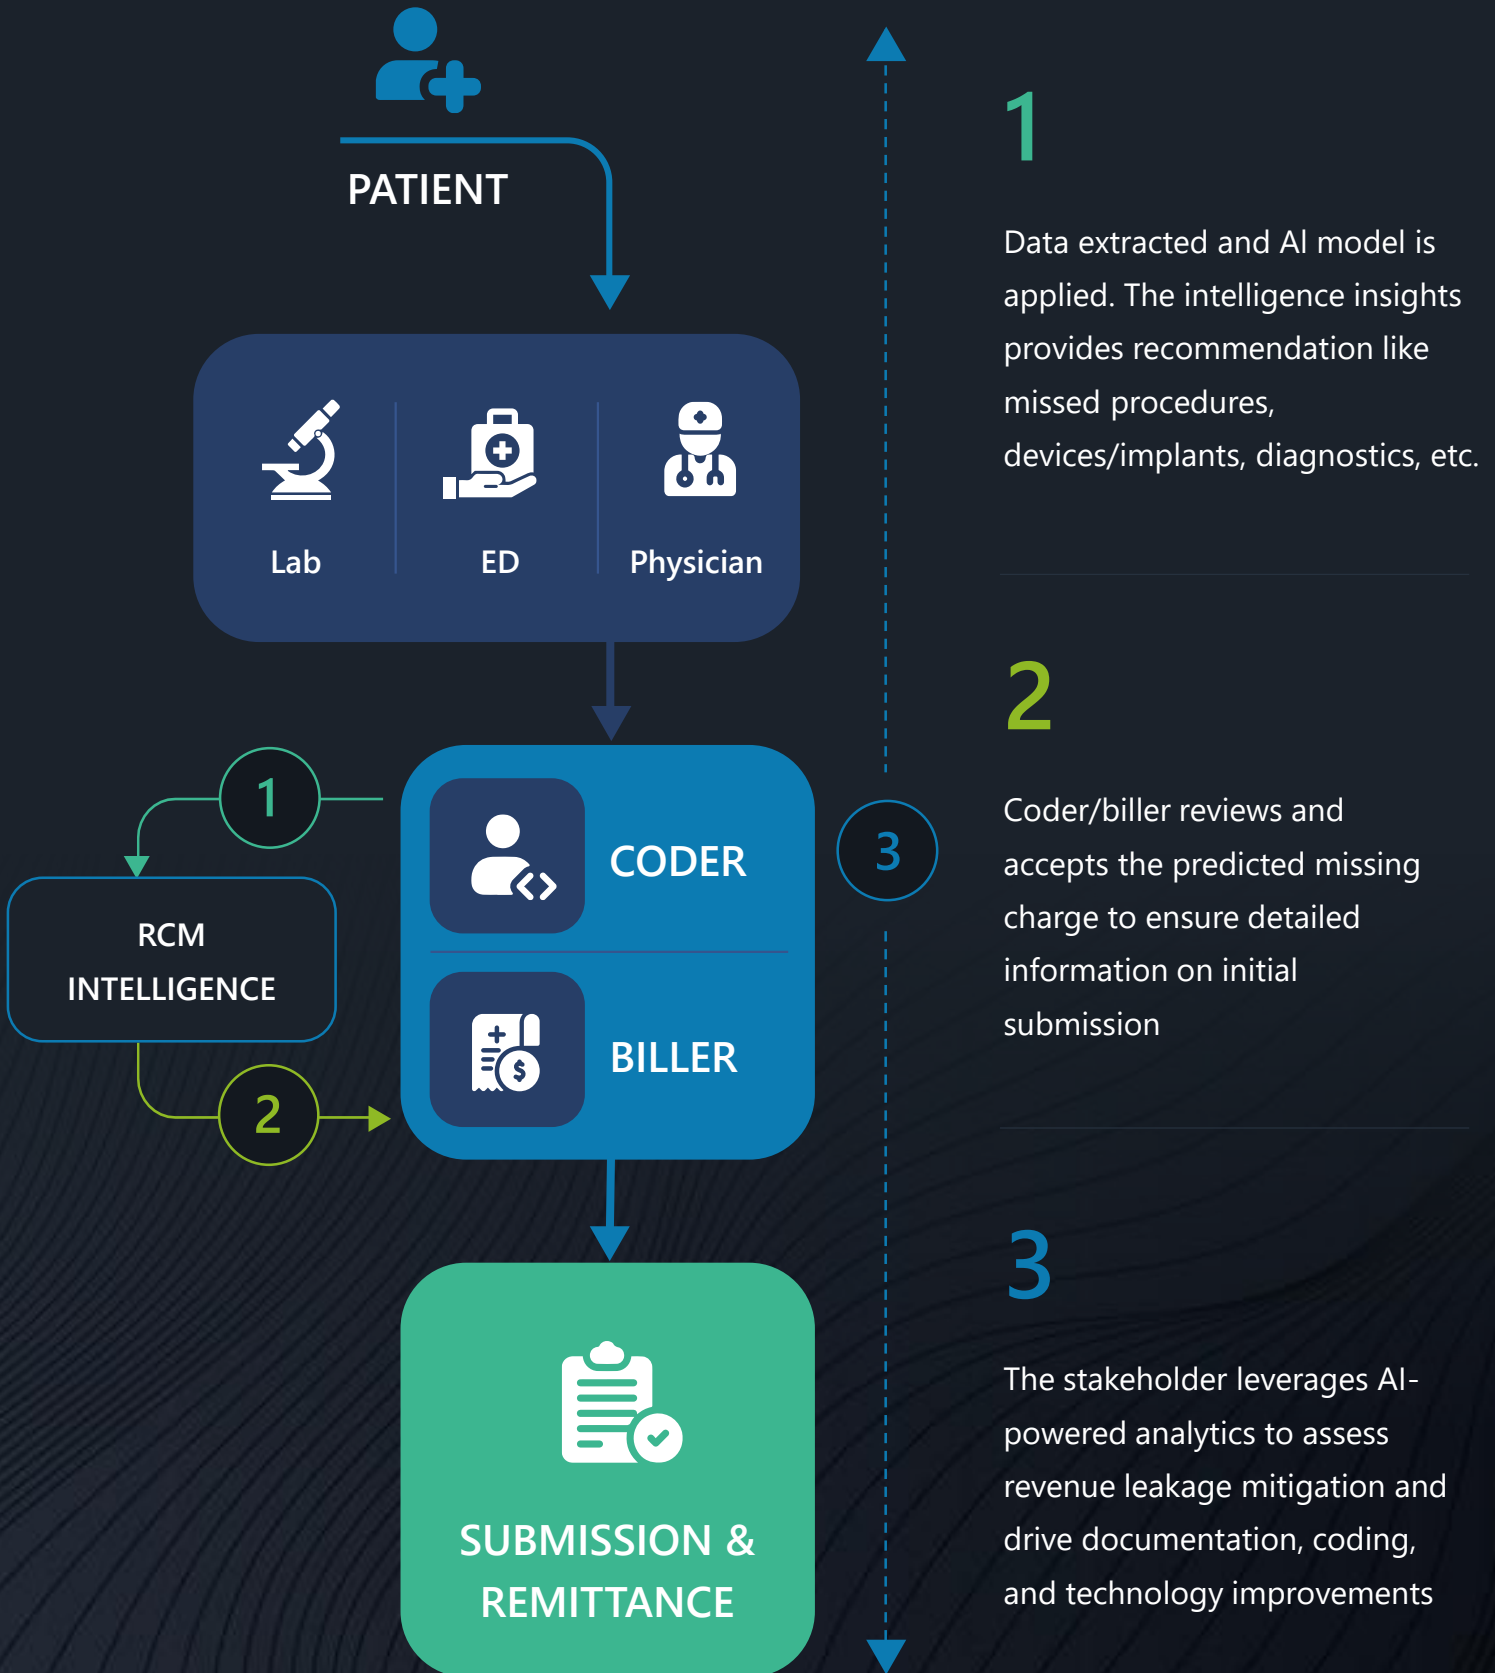 PATIENT
Lab
ED
Physician
1
CODER
3
RCM
INTELLIGENCE
BILLER
2
SUBMISSION &
REMITTANCE
1
Data extracted and AI model is
applied. The intelligence insights
provides recommendation like
missed procedures,
devices/implants, diagnostics, etc.
2
Coder/biller reviews and
accepts the predicted missing
charge to ensure detailed
information on initial
submission
3
The stakeholder leverages AI-
powered analytics to assess
revenue leakage mitigation and
drive documentation, coding,
and technology improvements